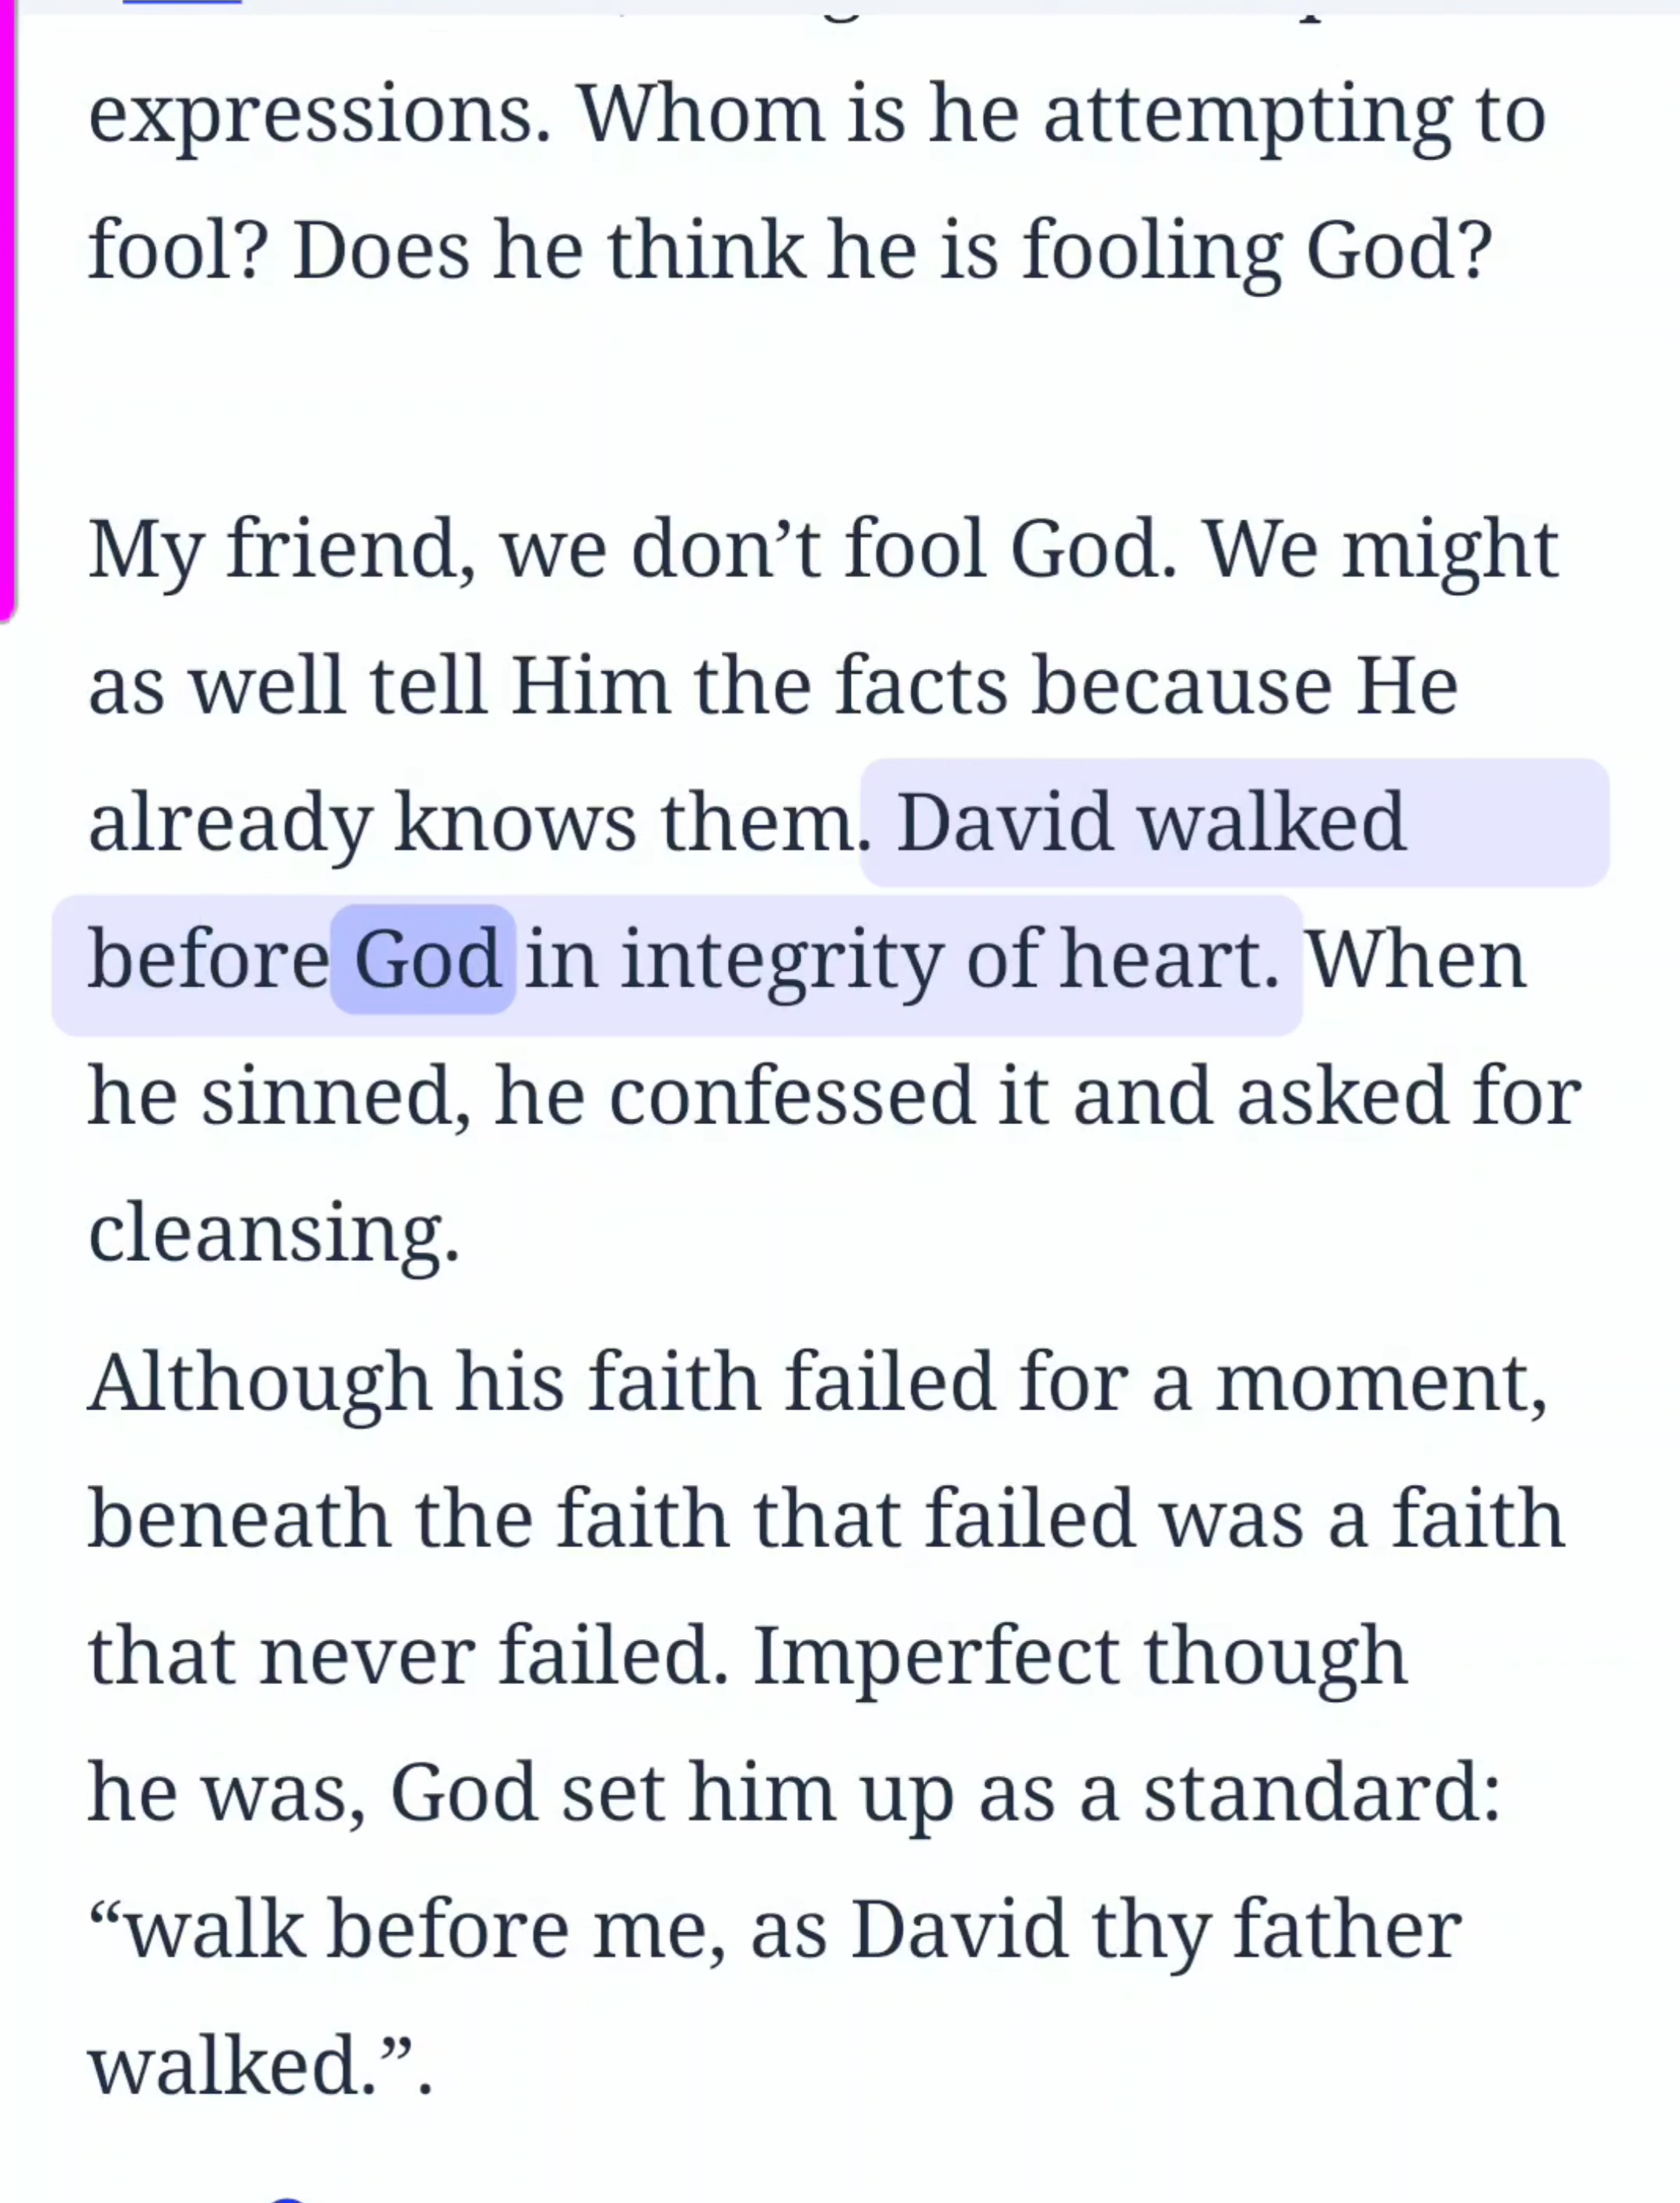 expressions. Whom is he attempting to
fool? Does he think he is fooling God?
My friend, we don’t fool God. We might
as well tell Him the facts because He
already knows them. David walked
before God in integrity of heart. When
he sinned, he confessed it and asked for
cleansing.
Although his faith failed for a moment,
beneath the faith that failed was a faith
that never failed. Imperfect though
he was, God set him up as a standard:
“walk before me, as David thy father
walked.”.